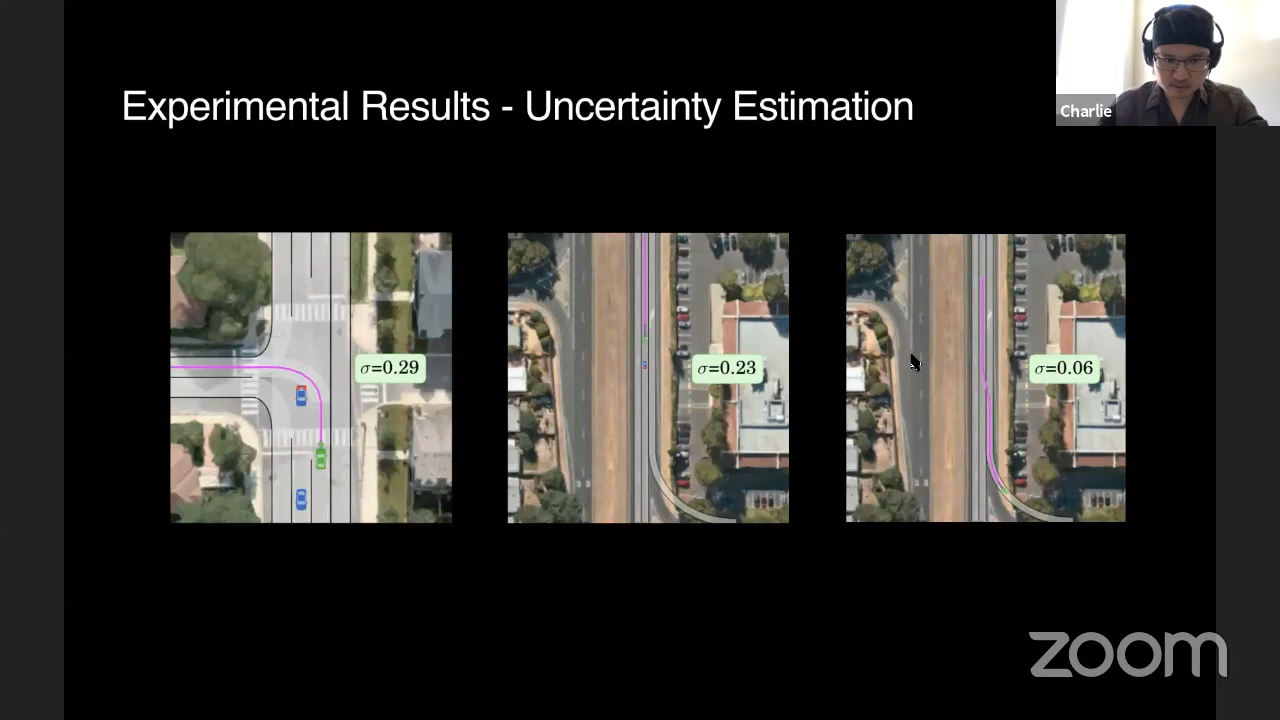 Experimental Results - Uncertainty Estimation
Charlie
σ=0.29
σ=0.23
σ=0.06
zoom